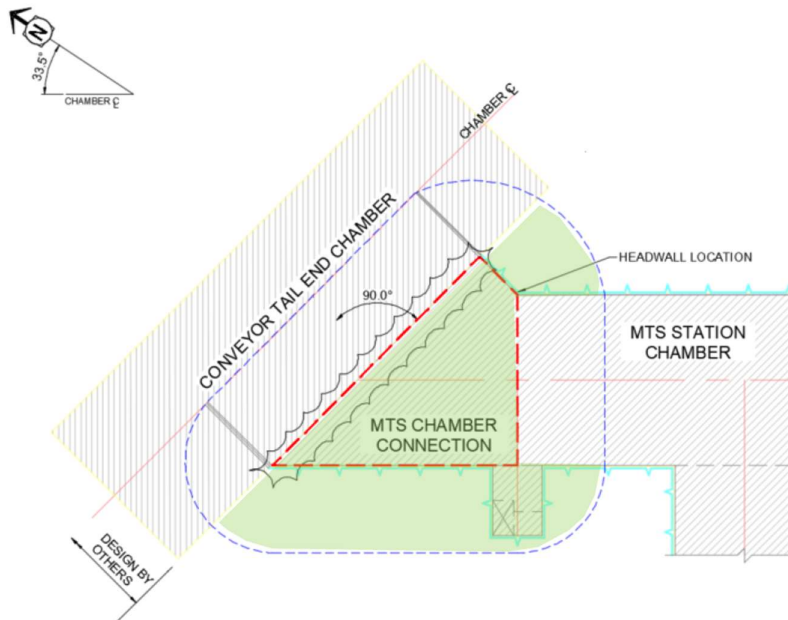 N
33.5°
CHAMBER ℄
CHAMBER ℄
CONVEYOR TAIL END CHAMBER
HEADWALL LOCATION
90.0°
MTS STATION
CHAMBER
MTS CHAMBER
CONNECTION
DESIGN BY
OTHERS